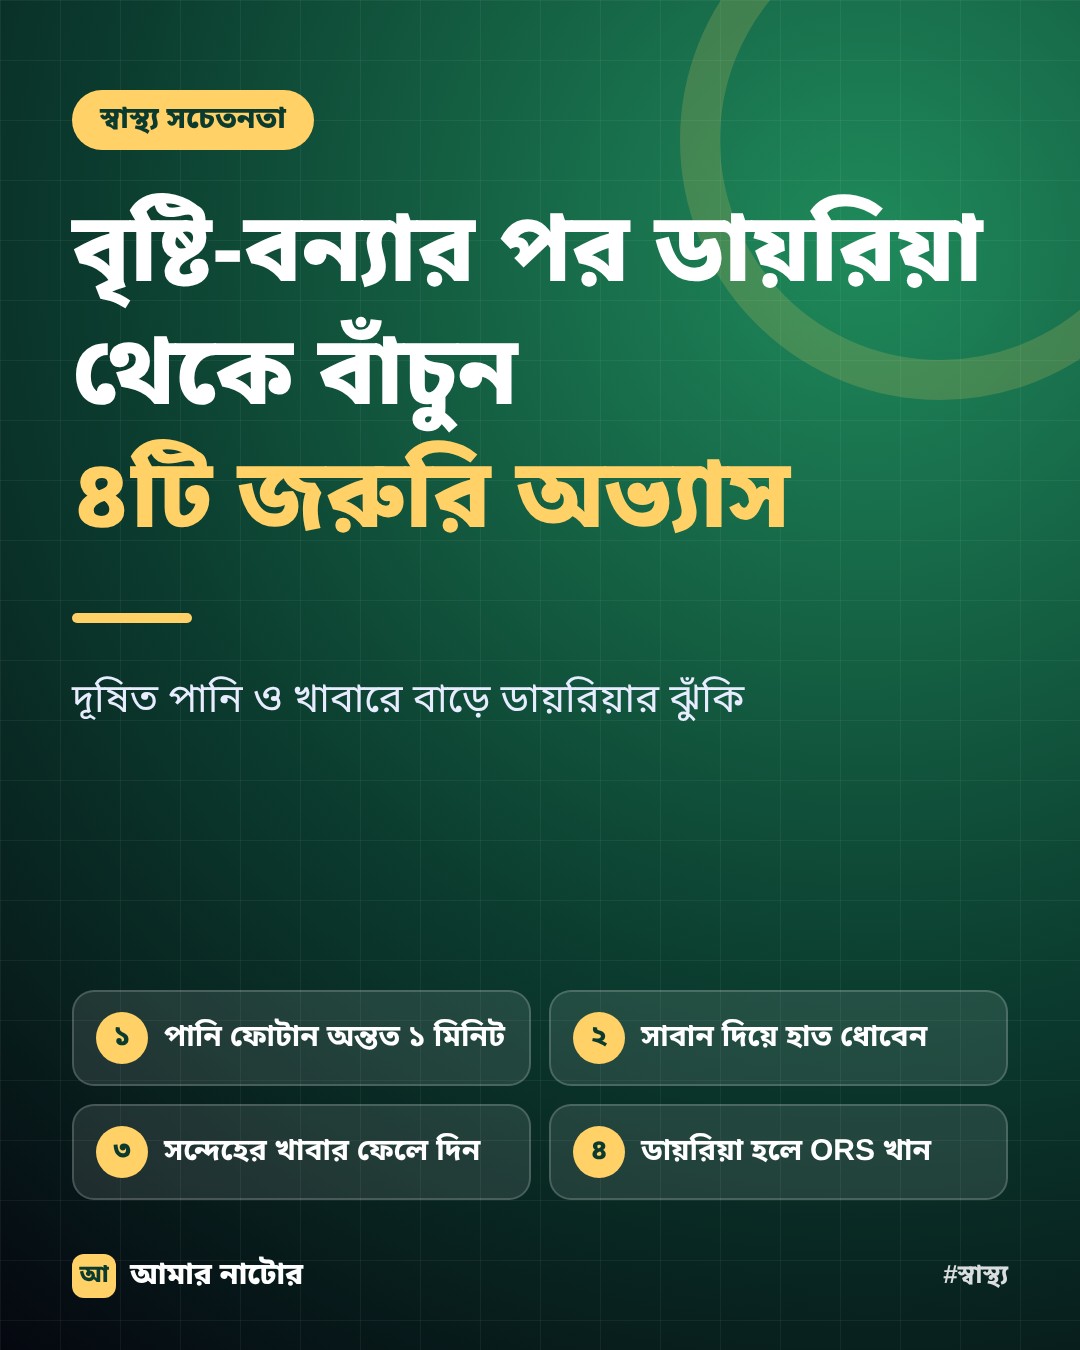 স্বাস্থ্য সচেতনতা
বৃষ্টি-বন্যার পর ডায়রিয়া
থেকে বাঁচুন
৪টি জরুরি অভ্যাস
দূষিত পানি ও খাবারে বাড়ে ডায়রিয়ার ঝুঁকি
১ পানি ফোটান অন্তত ১ মিনিট
২ সাবান দিয়ে হাত ধোবেন
৩ সন্দেহের খাবার ফেলে দিন
৪ ডায়রিয়া হলে ORS খান
আ আমার নাটোর
#স্বাস্থ্য